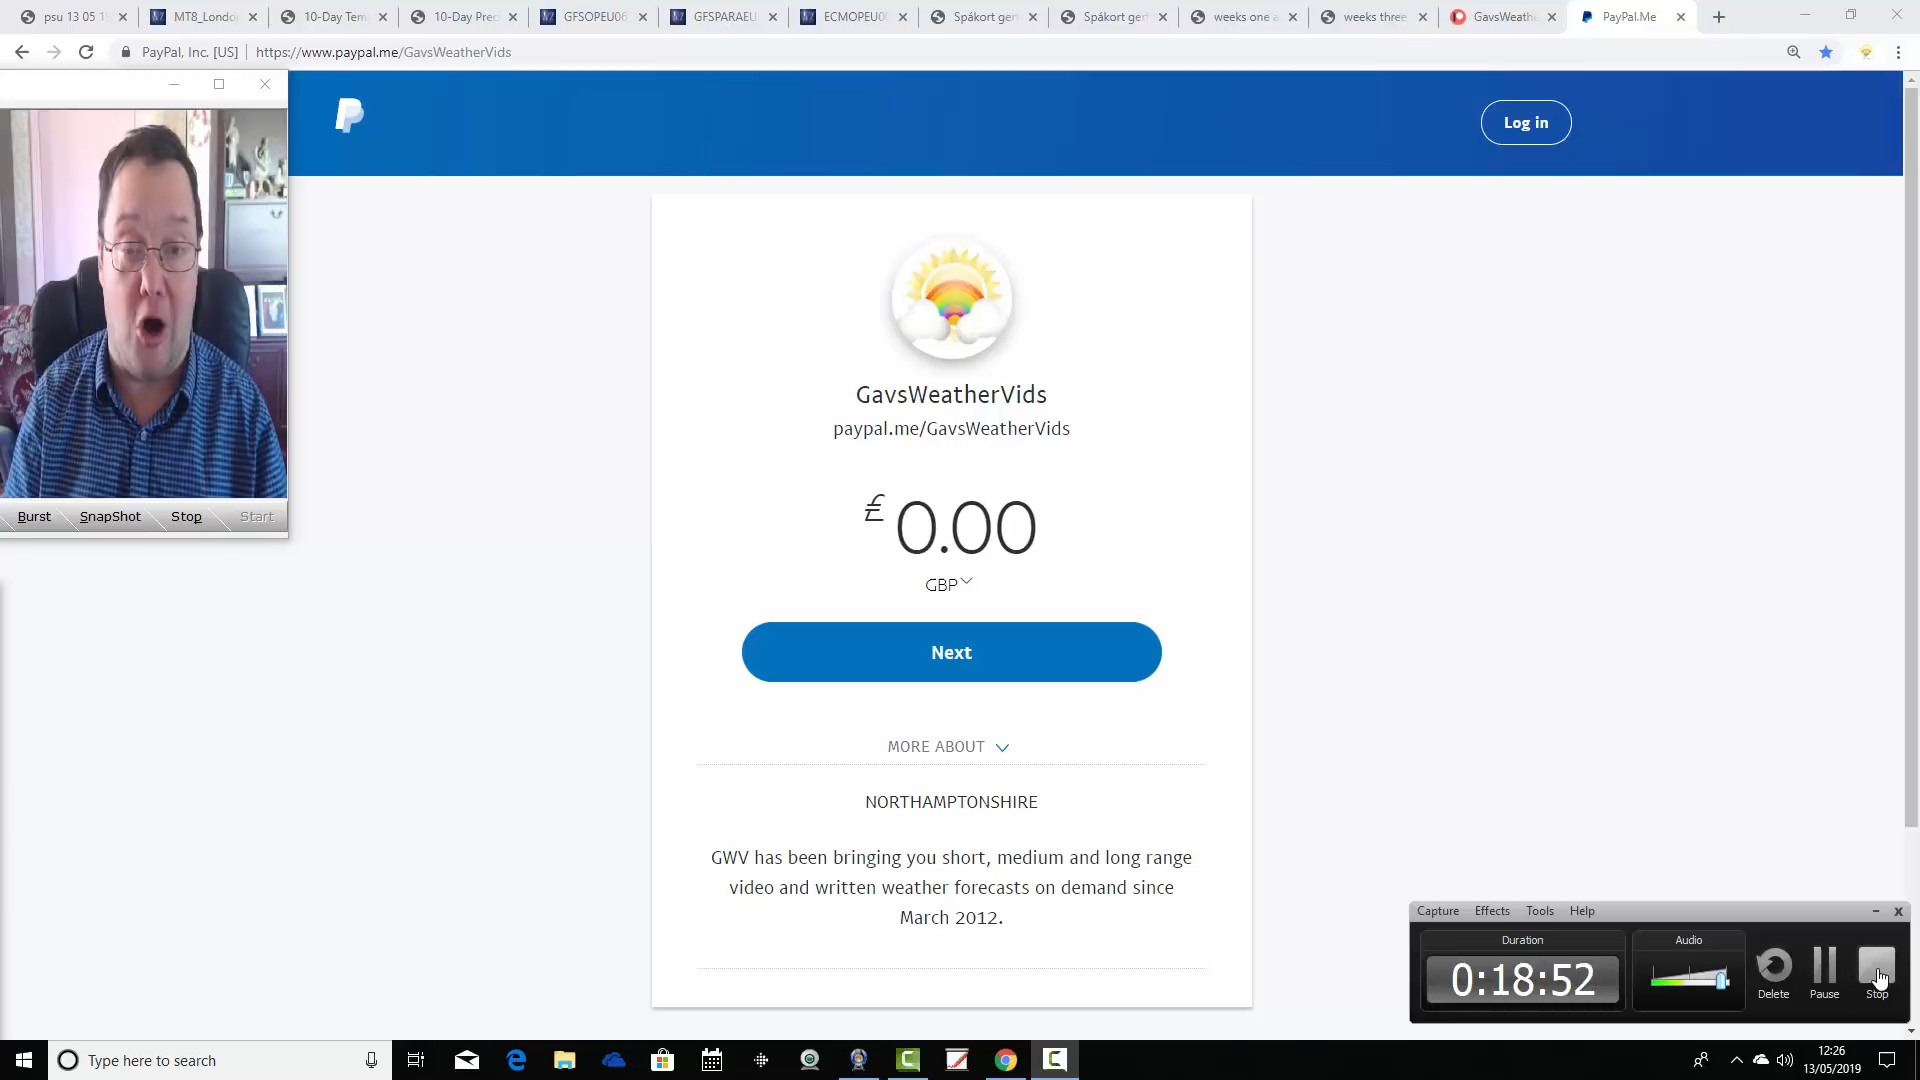 psu 13 05 1
MT8_Londo
10-Day Tem
10-Day Prec
GFSOPEU06
GFSPARAEU
ECMOPEU0
Spákort ger
Spákort ger
weeks one a
weeks three
GavsWeathe
PayPal.Me
PayPal, Inc. [US]
https://www.paypal.me/GavsWeatherVids
Log in
Burst
SnapShot
Stop
Start
GavsWeatherVids
paypal.me/GavsWeatherVids
£ 0.00
GBP
Next
MORE ABOUT
NORTHAMPTONSHIRE
GWV has been bringing you short, medium and long range
video and written weather forecasts on demand since
March 2012.
Capture Effects Tools Help
Duration
Audio
0:18:52
Delete
Pause
Stop
Type here to search
12:26
13/05/2019